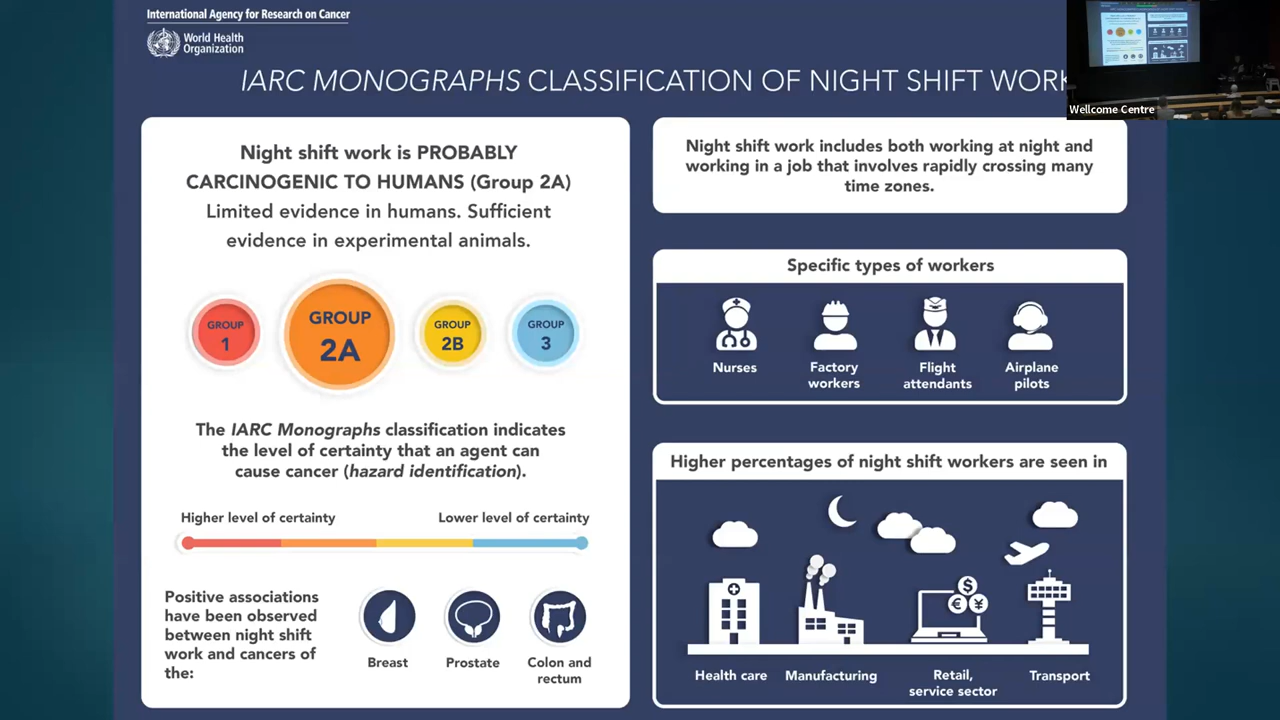 International Agency for Research on Cancer
World Health
Organization
IARC MONOGRAPHS CLASSIFICATION OF NIGHT SHIFT WORK
Wellcome Centre
Night shift work is PROBABLY
CARCINOGENIC TO HUMANS (Group 2A)
Limited evidence in humans. Sufficient
evidence in experimental animals.
GROUP
1
GROUP
2A
GROUP
2B
GROUP
3
The IARC Monographs classification indicates
the level of certainty that an agent can
cause cancer (hazard identification).
Higher level of certainty
Lower level of certainty
Positive associations
have been observed
between night shift
work and cancers of
the:
Breast
Prostate
Colon and
rectum
Night shift work includes both working at night and
working in a job that involves rapidly crossing many
time zones.
Specific types of workers
Nurses
Factory
workers
Flight
attendants
Airplane
pilots
Higher percentages of night shift workers are seen in
$
€
¥
Health care
Manufacturing
Retail,
service sector
Transport